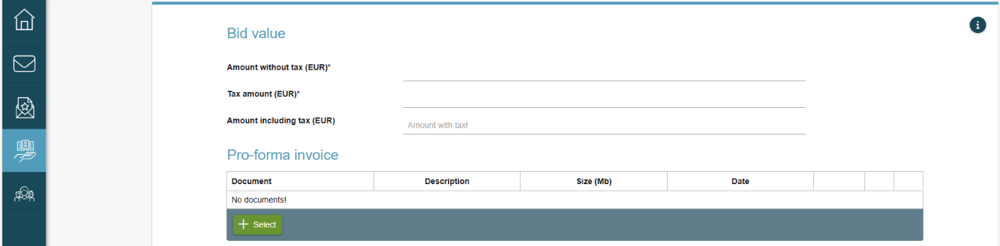 Bid value
i
Amount without tax (EUR)*
Tax amount (EUR)*
Amount including tax (EUR) Amount with tax!
Pro-forma invoice
Document Description Size (Mb) Date
No documents!
+ Select